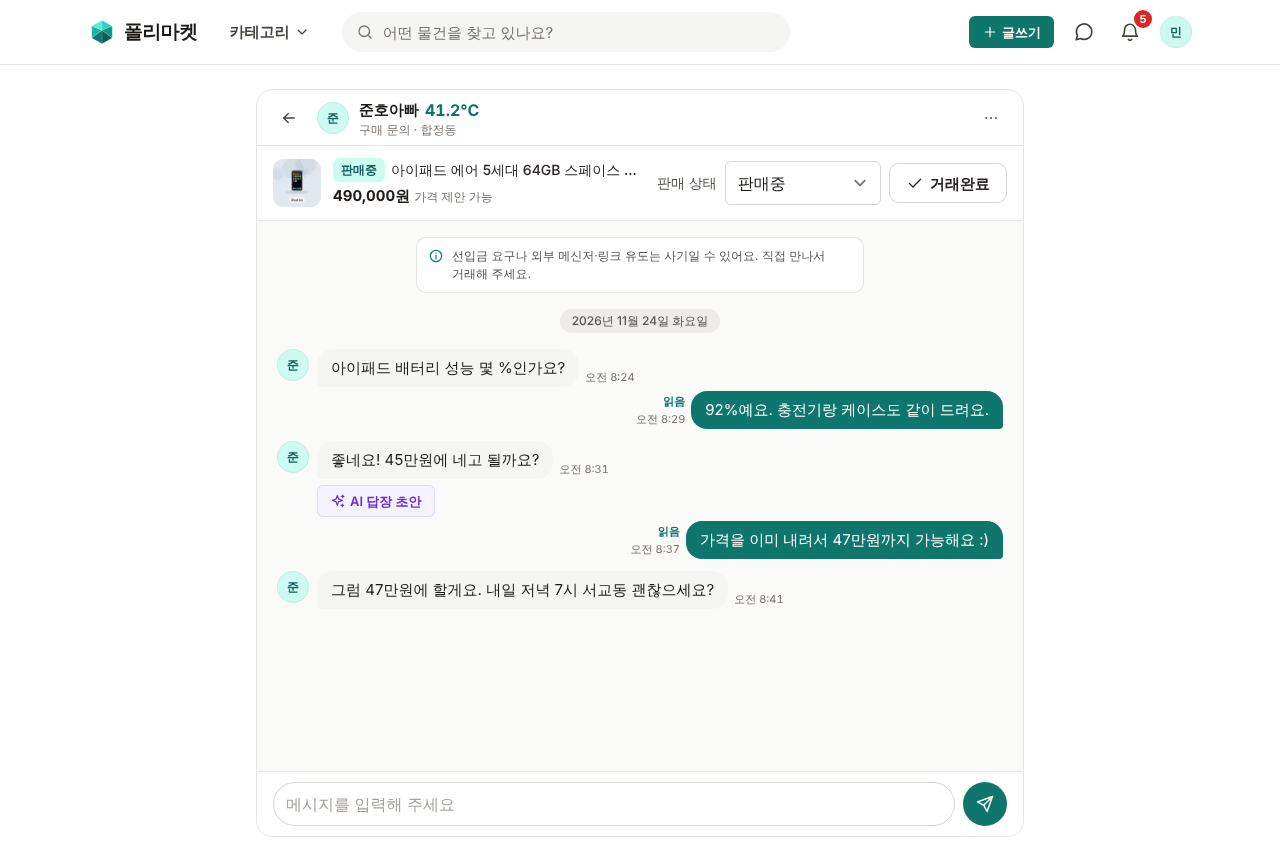 폴리마켓
카테고리
어떤 물건을 찾고 있나요?
글쓰기
5
민
준
준호아빠 41.2°C
구매 문의 · 합정동
판매중 아이패드 에어 5세대 64GB 스페이스 ...
490,000원 가격 제안 가능
판매 상태
판매중
거래완료
선입금 요구나 외부 메신저·링크 유도는 사기일 수 있어요. 직접 만나서
거래해 주세요.
2026년 11월 24일 화요일
준
아이패드 배터리 성능 몇 %인가요?
오전 8:24
읽음
오전 8:29
92%예요. 충전기랑 케이스도 같이 드려요.
준
좋네요! 45만원에 네고 될까요?
오전 8:31
AI 답장 초안
읽음
오전 8:37
가격을 이미 내려서 47만원까지 가능해요 :)
준
그럼 47만원에 할게요. 내일 저녁 7시 서교동 괜찮으세요?
오전 8:41
메시지를 입력해 주세요